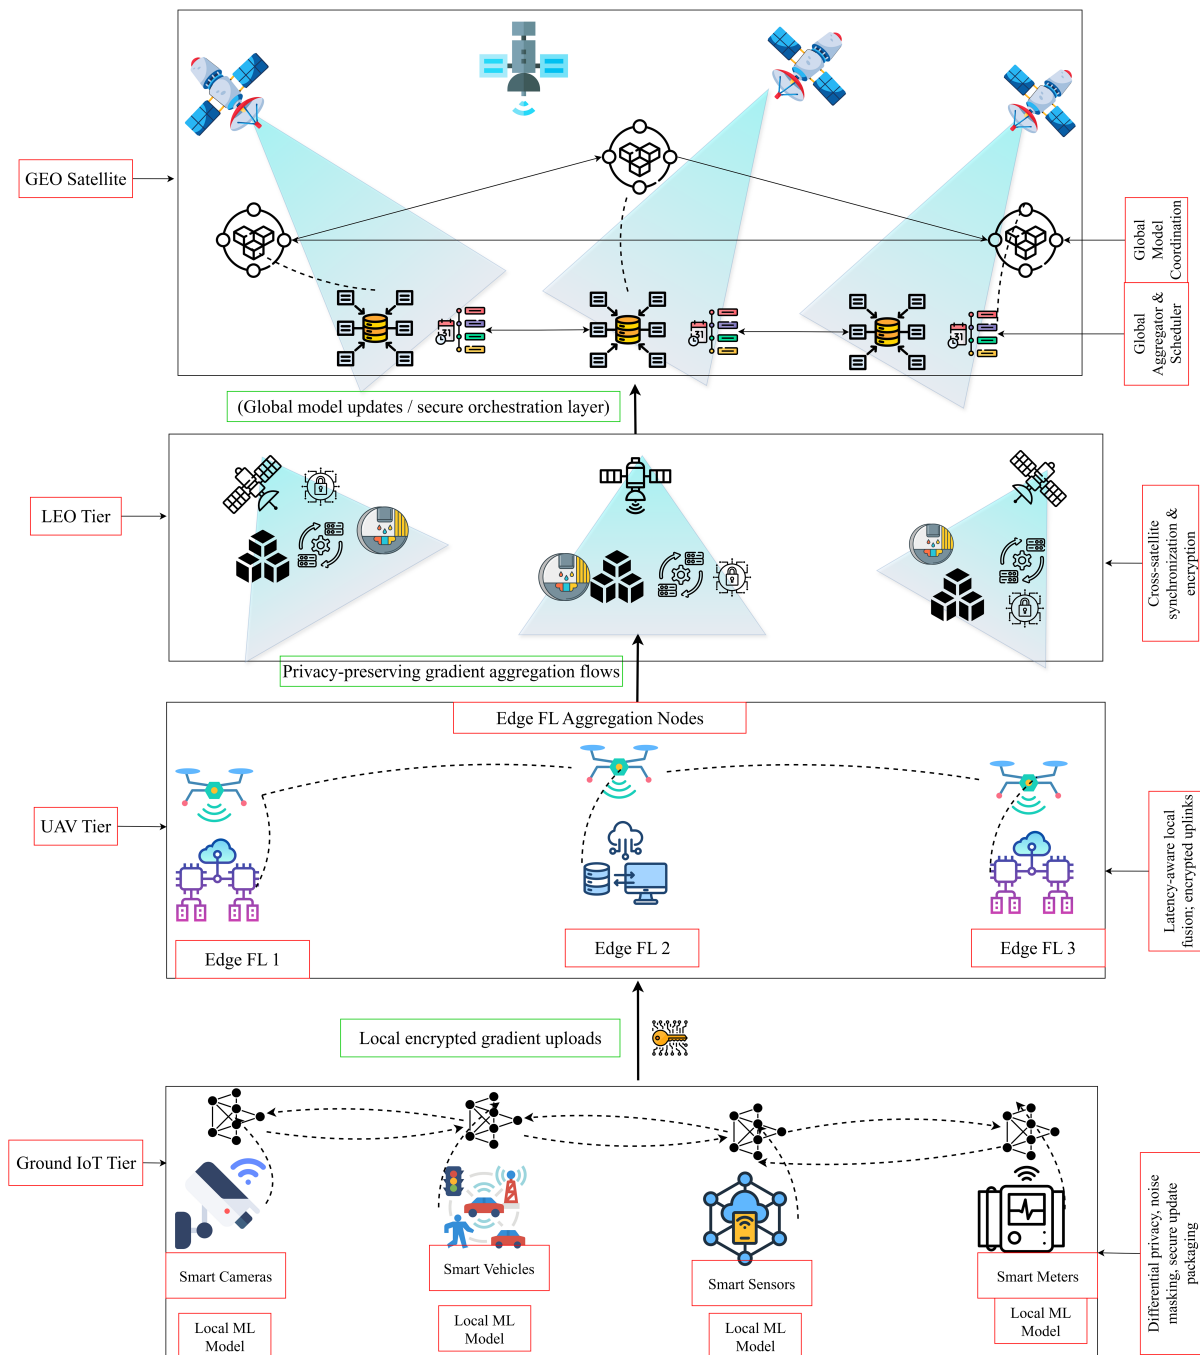 GEO Satellite
Global
Model
Coordination
Global
Aggregator &
Scheduler
31
31
31
(Global model updates / secure orchestration layer)
LEO Tier
Cross-satellite
synchronization &
encryption
Privacy-preserving gradient aggregation flows
Edge FL Aggregation Nodes
UAV Tier
Latency-aware local
fusion; encrypted uplinks
Edge FL 1
Edge FL 2
Edge FL 3
Local encrypted gradient uploads
Ground IoT Tier
Differential privacy, noise
masking, secure update
packaging
Smart Cameras
Smart Vehicles
Smart Sensors
Smart Meters
Local ML
Model
Local ML
Model
Local ML
Model
Local ML
Model